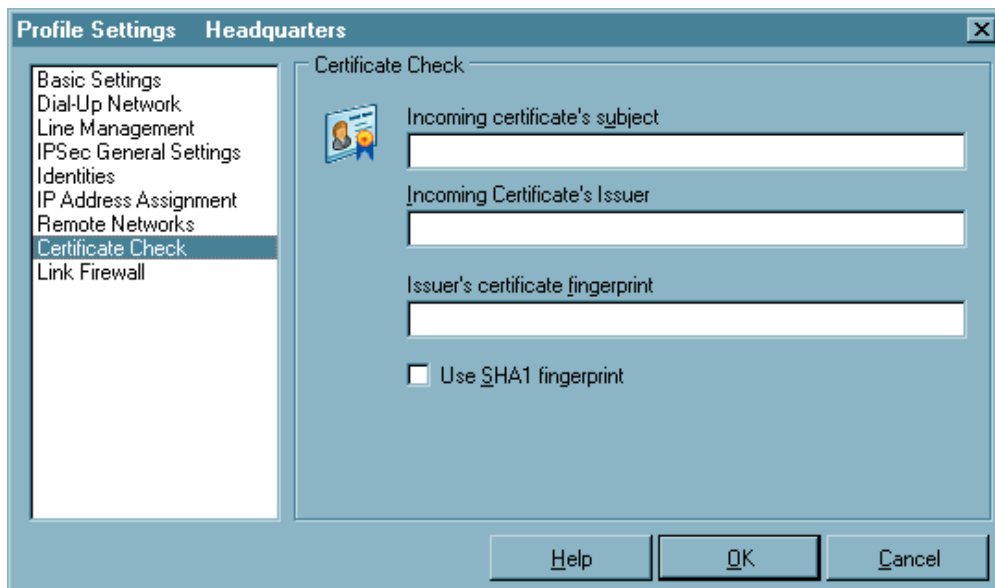 Profile Settings Headquarters
Basic Settings
Dial-Up Network
Line Management
IPSec General Settings
Identities
IP Address Assignment
Remote Networks
Certificate Check
Link Firewall
Certificate Check
Incoming certificate's subject
Incoming Certificate's Issuer
Issuer's certificate fingerprint
Use SHA1 fingerprint
Help OK Cancel